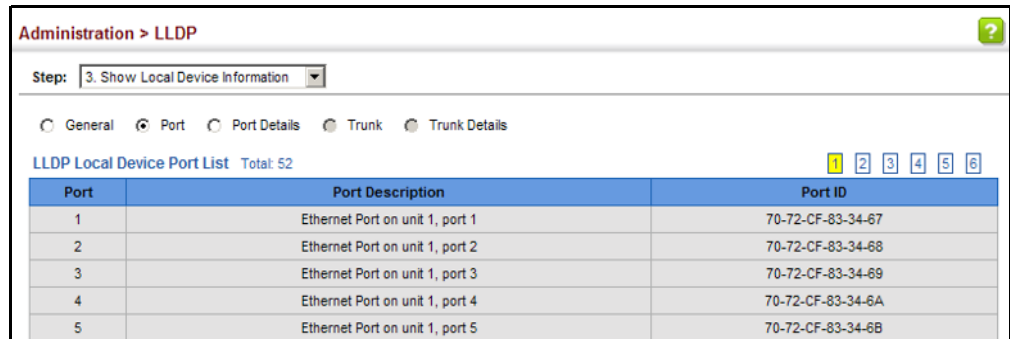 Administration > LLDP
?
Step: 3. Show Local Device Information
General Port Port Details Trunk Trunk Details
LLDP Local Device Port List Total: 52 1 2 3 4 5 6
Port Port Description Port ID
1 Ethernet Port on unit 1, port 1 70-72-CF-83-34-67
2 Ethernet Port on unit 1, port 2 70-72-CF-83-34-68
3 Ethernet Port on unit 1, port 3 70-72-CF-83-34-69
4 Ethernet Port on unit 1, port 4 70-72-CF-83-34-6A
5 Ethernet Port on unit 1, port 5 70-72-CF-83-34-6B